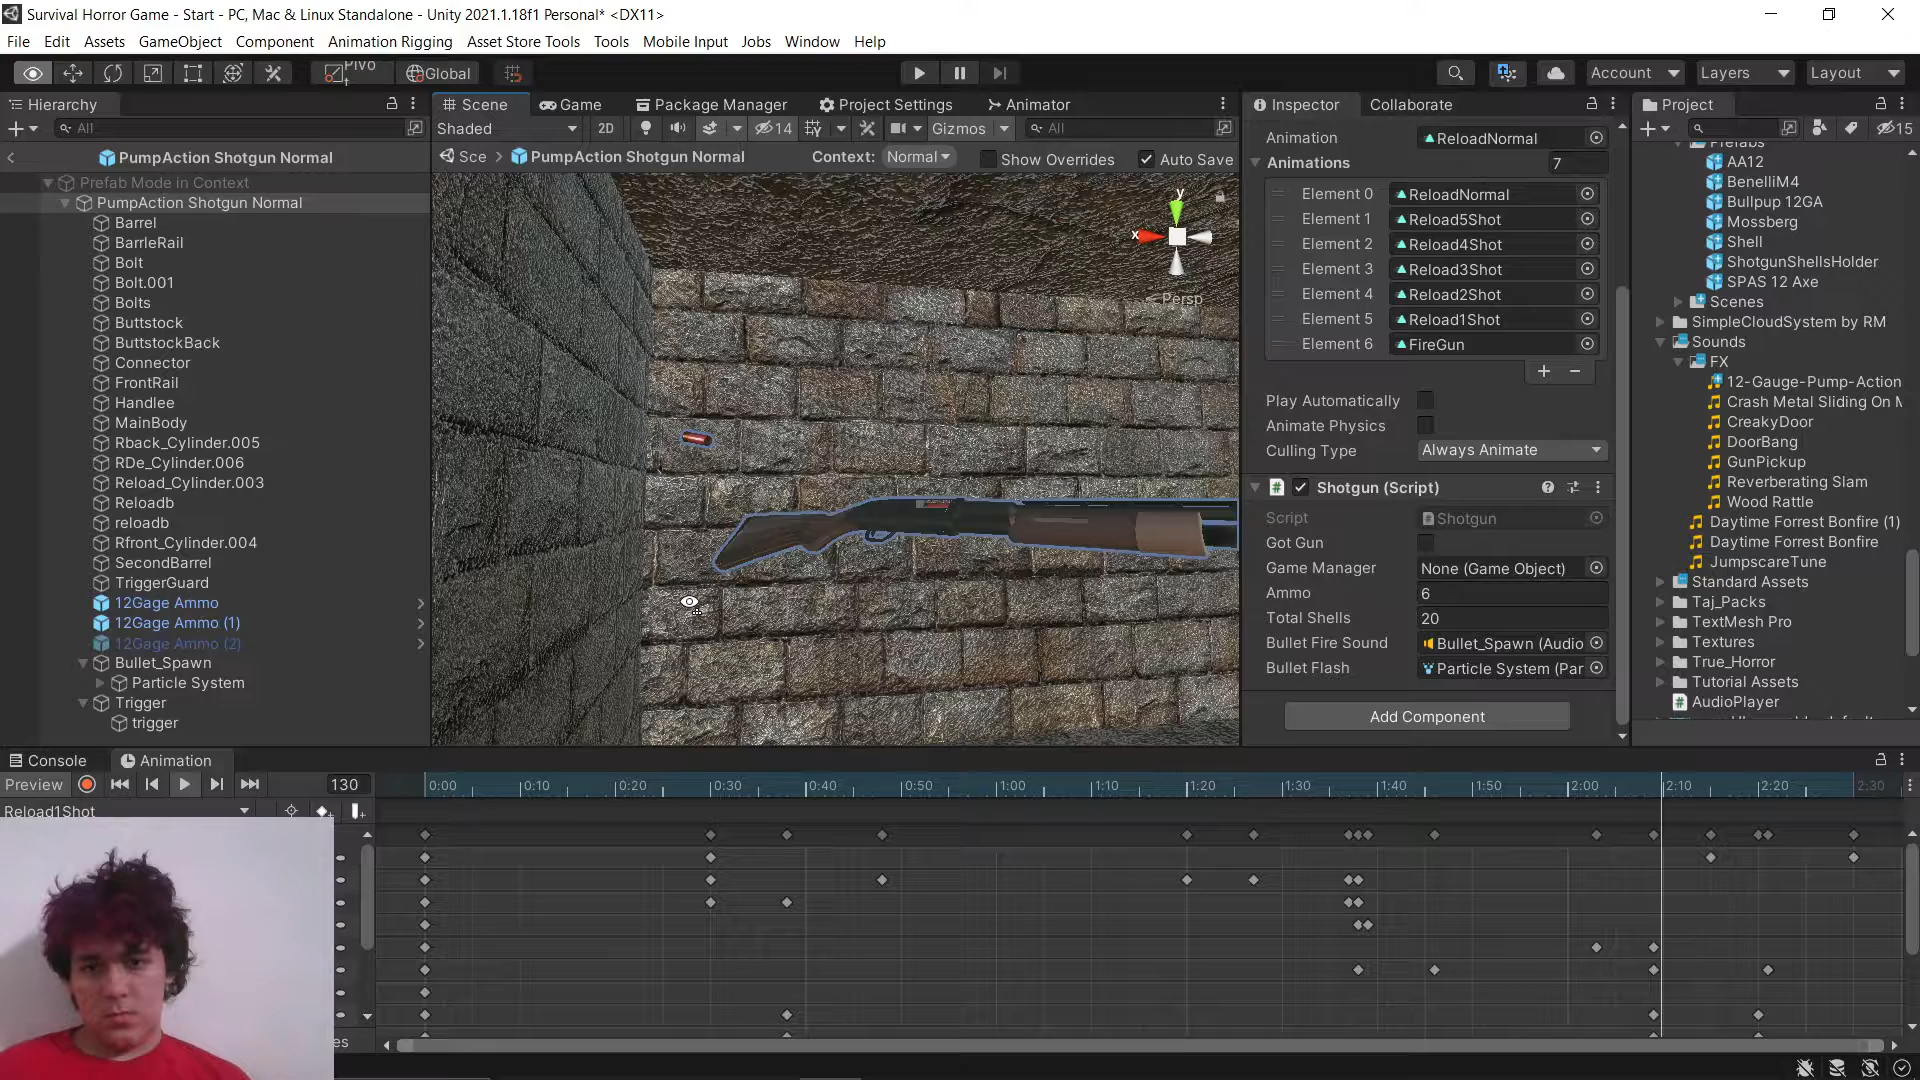 Survival Horror Game - Start - PC, Mac & Linux Standalone - Unity 2021.1.18f1 Personal* <DX11>
File Edit Assets GameObject Component Animation Rigging Asset Store Tools Tools Mobile Input Jobs Window Help
Pivot Global Account Layers Layout
Hierarchy
All
PumpAction Shotgun Normal
Prefab Mode in Context
PumpAction Shotgun Normal
Barrel
BarrleRail
Bolt
Bolt.001
Bolts
Buttstock
ButtstockBack
Connector
FrontRail
Handlee
MainBody
Rback_Cylinder.005
RDe_Cylinder.006
Reload_Cylinder.003
Reloadb
reloadb
Rfront_Cylinder.004
SecondBarrel
TriggerGuard
12Gage Ammo
12Gage Ammo (1)
12Gage Ammo (2)
Bullet_Spawn
Particle System
Trigger
trigger
Scene Game Package Manager Project Settings Animator
Shaded 2D 14 Gizmos All
Sce PumpAction Shotgun Normal Context: Normal Show Overrides Auto Save
y
x
Persp
Inspector Collaborate
Animation ReloadNormal
Animations 7
Element 0 ReloadNormal
Element 1 Reload5Shot
Element 2 Reload4Shot
Element 3 Reload3Shot
Element 4 Reload2Shot
Element 5 Reload1Shot
Element 6 FireGun
Play Automatically
Animate Physics
Culling Type Always Animate
Shotgun (Script)
Script Shotgun
Got Gun
Game Manager None (Game Object)
Ammo 6
Total Shells 20
Bullet Fire Sound Bullet_Spawn (Audio
Bullet Flash Particle System (Par
Add Component
Project
15
Prefabs
AA12
BenelliM4
Bullpup 12GA
Mossberg
Shell
ShotgunShellsHolder
SPAS 12 Axe
Scenes
SimpleCloudSystem by RM
Sounds
FX
12-Gauge-Pump-Action
Crash Metal Sliding On M
CreakyDoor
DoorBang
GunPickup
Reverberating Slam
Wood Rattle
Daytime Forrest Bonfire (1)
Daytime Forrest Bonfire
JumpscareTune
Standard Assets
Taj_Packs
TextMesh Pro
Textures
True_Horror
Tutorial Assets
AudioPlayer
Console Animation
Preview 130 0:00 0:10 0:20 0:30 0:40 0:50 1:00 1:10 1:20 1:30 1:40 1:50 2:00 2:10 2:20 2:30
Reload1Shot
es